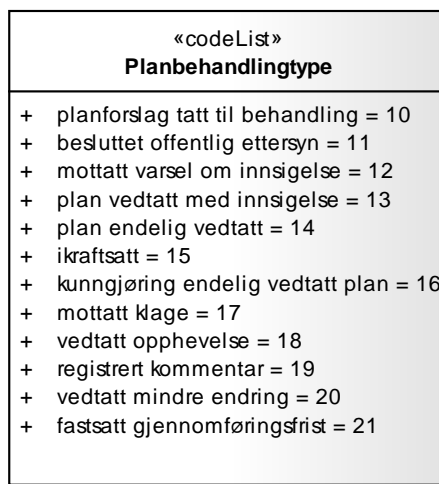 «codeList»
Planbehandlingtype
+ planforslag tatt til behandling = 10
+ besluttet offentlig ettersyn = 11
+ mottatt varsel om innsigelse = 12
+ plan vedtatt med innsigelse = 13
+ plan endelig vedtatt = 14
+ ikraftsatt = 15
+ kunngjøring endelig vedtatt plan = 16
+ mottatt klage = 17
+ vedtatt opphevelse = 18
+ registrert kommentar = 19
+ vedtatt mindre endring = 20
+ fastsatt gjennomføringsfrist = 21